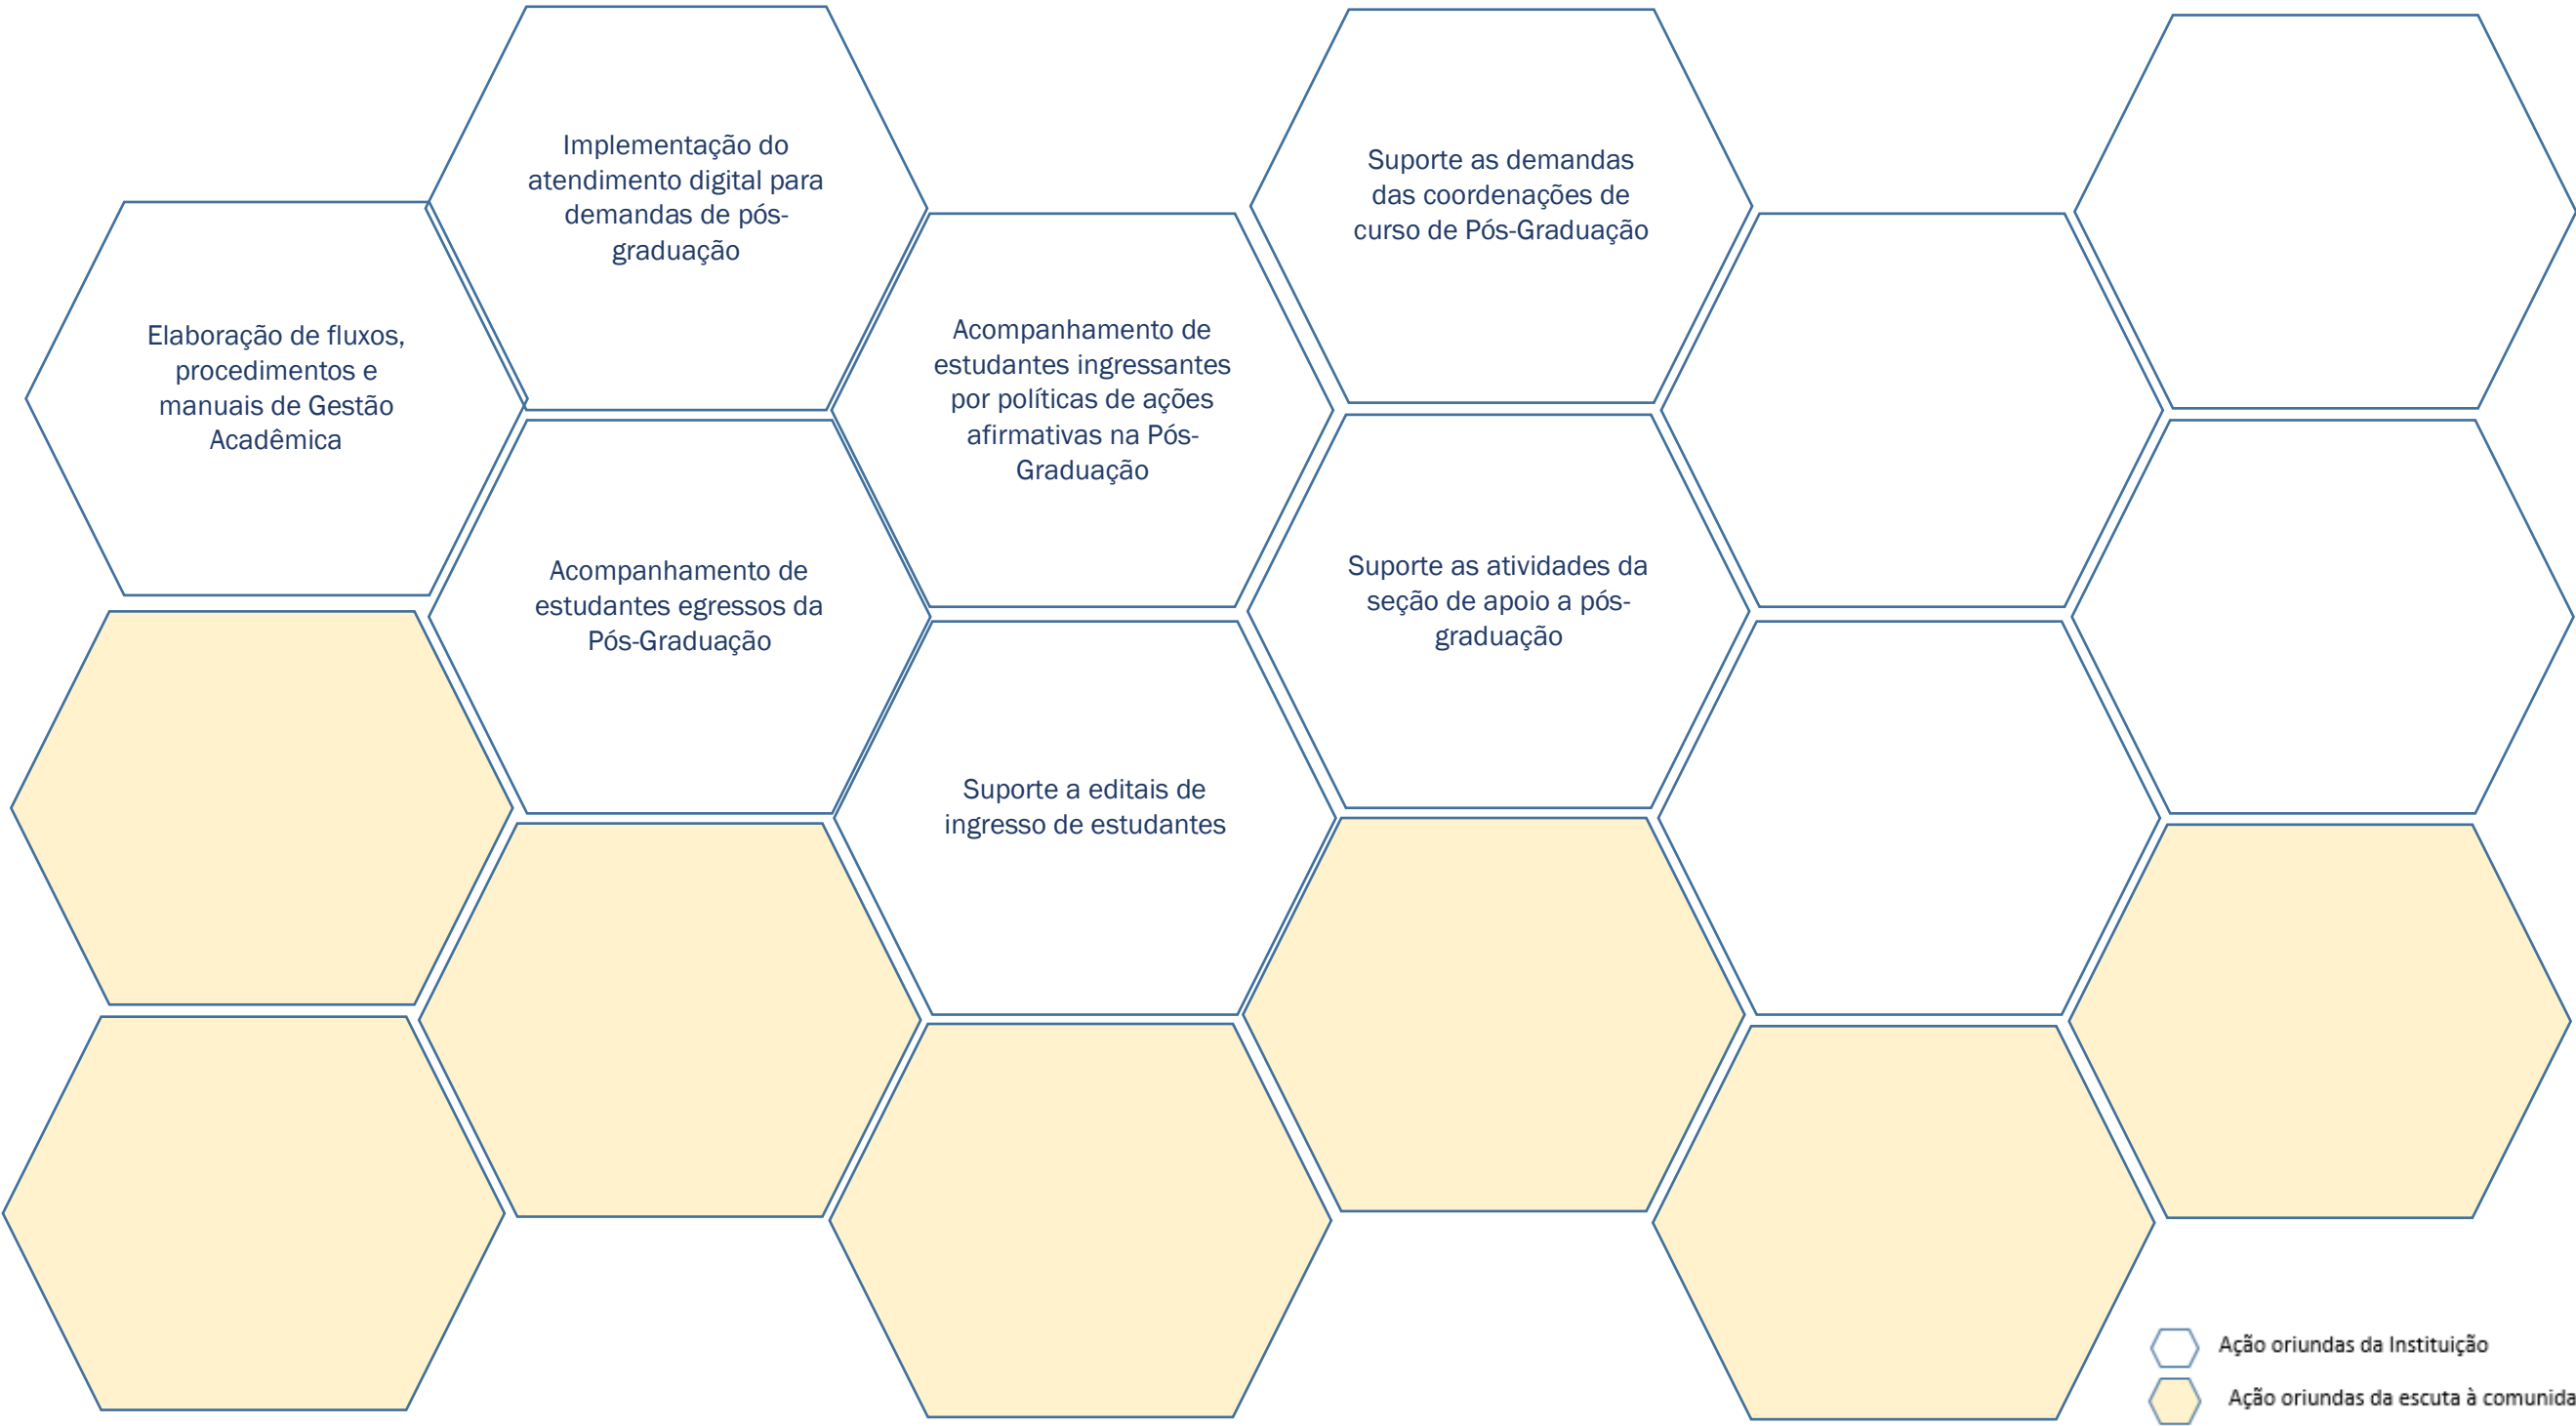 Implementação do
atendimento digital para
demandas de pós-
graduação
Suporte as demandas
das coordenações de
curso de Pós-Graduação
Elaboração de fluxos,
procedimentos e
manuais de Gestão
Acadêmica
Acompanhamento de
estudantes ingressantes
por políticas de ações
afirmativas na Pós-
Graduação
Acompanhamento de
estudantes egressos da
Pós-Graduação
Suporte as atividades da
seção de apoio a pós-
graduação
Suporte a editais de
ingresso de estudantes
Ação oriundas da Instituição
Ação oriundas da escuta à comunida